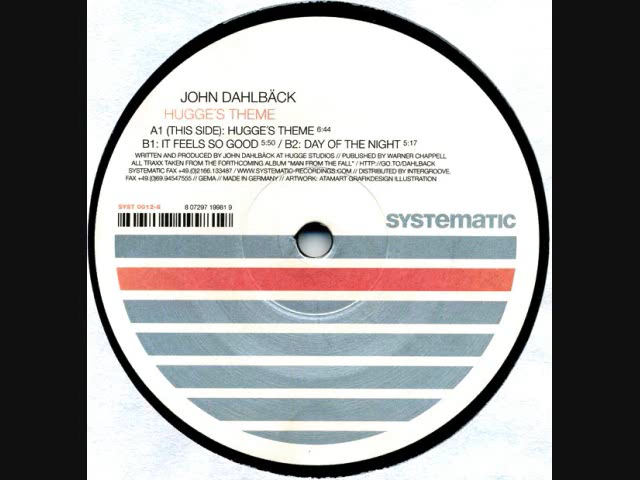 JOHN DAHLBÄCK
HUGGE'S THEME
A1 (THIS SIDE): HUGGE'S THEME 6:44
B1: IT FEELS SO GOOD 5:50 / B2: DAY OF THE NIGHT 5:17
WRITTEN AND PRODUCED BY JOHN DAHLBÄCK AT HUGGE STUDIOS // PUBLISHED BY WARNER CHAPPELL
ALL TRAXX TAKEN FROM THE FORTHCOMING ALBUM "MAN FROM THE FALL" / HTTP://GO.TO/DAHLBACK
SYSTEMATIC FAX +49.(0)2166.133487 / WWW.SYSTEMATIC-RECORDINGS.COM // DISTRIBUTED BY INTERGROOVE,
FAX +49.(0)69.94547555 // GEMA // MADE IN GERMANY // ARTWORK: ATAMART GRAFIKDESIGN ILLUSTRATION
SYST 0012-6 8 07297 19981 9
SYSTEMATIC